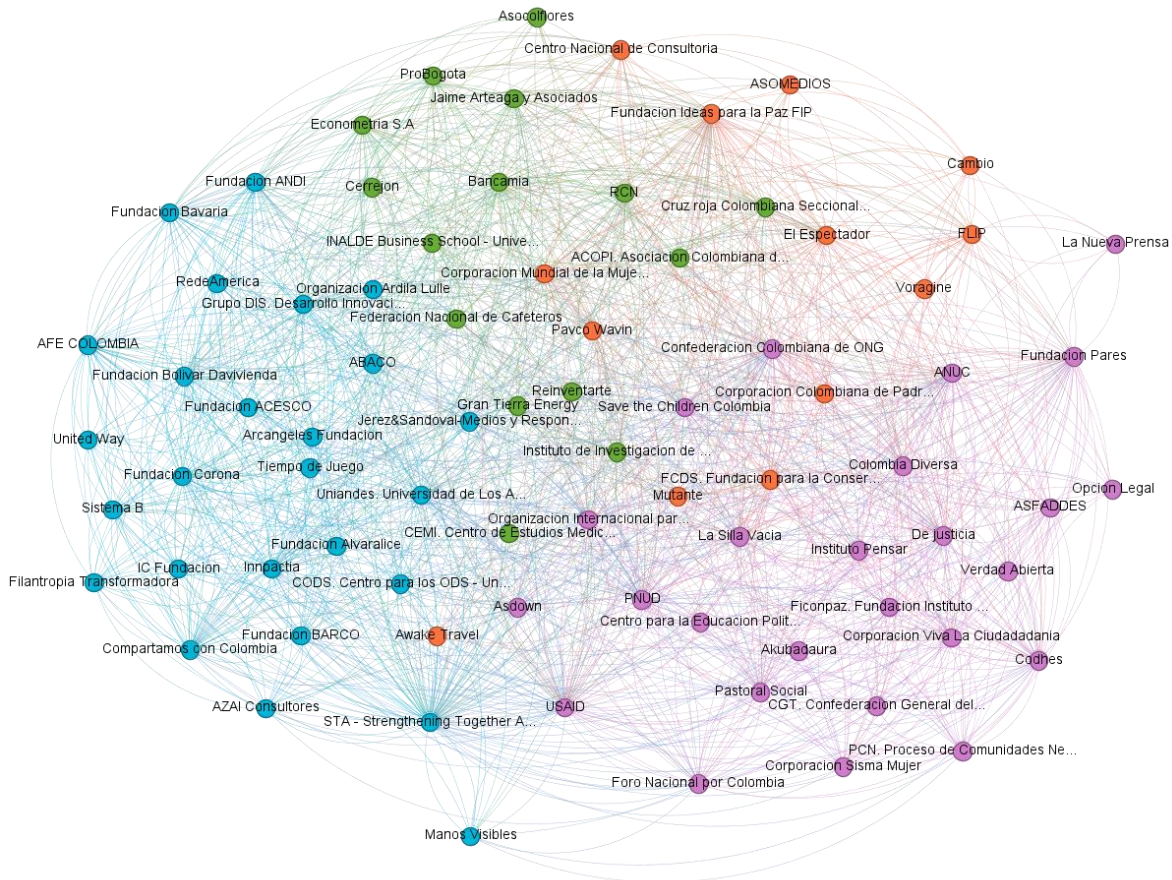 Asocolflores
Centro Nacional de Consultoria
ProBogota
ASOMEDIOS
Jaime Arteaga y Asociados
Fundacion Ideas para la Paz FIP
Econometria S.A
Cambio
Fundacion ANDI
Cerrejon
Bancamia
RCN
Cruz roja Colombiana Seccional...
Fundacion Bavaria
El Espectador
FLIP
La Nueva Prensa
INALDE Business School - Unive...
ACOPI. Asociacion Colombiana d...
Corporacion Mundial de la Muje...
RedeAmerica
Organizacion Ardila Lulle
Voragine
Grupo DIS. Desarrollo Innovaci...
Federacion Nacional de Cafeteros
Pavco Wavin
AFE COLOMBIA
Confederacion Colombiana de ONG
Fundacion Pares
ABACO
Fundacion Bolivar Davivienda
ANUC
Reinventarte
Corporacion Colombiana de Padr...
Fundacion ACESCO
Gran Tierra Energy
Save the Children Colombia
Jerez&Sandoval-Medios y Respon...
United Way
Arcangeles Fundacion
Instituto de Investigacion de ...
Tiempo de Juego
Colombia Diversa
Fundacion Corona
FCDS. Fundacion para la Conser...
Opcion Legal
Uniandes. Universidad de Los A...
Mutante
Sistema B
ASFADDES
Organizacion Internacional par...
CEMI. Centro de Estudios Medic...
La Silla Vacia
De justicia
Fundacion Alvaralice
Instituto Pensar
IC Fundacion
Innpactia
Verdad Abierta
Filantropia Transformadora
CODS. Centro para los ODS - Un...
PNUD
Asdown
Ficonpaz. Fundacion Instituto ...
Centro para la Educacion Polit...
Fundacion BARCO
Awake Travel
Corporacion Viva La Ciudadadania
Compartamos con Colombia
Akubadaura
Codhes
Pastoral Social
AZAI Consultores
USAID
CGT. Confederacion General del...
STA - Strengthening Together A...
PCN. Proceso de Comunidades Ne...
Corporacion Sisma Mujer
Foro Nacional por Colombia
Manos Visibles